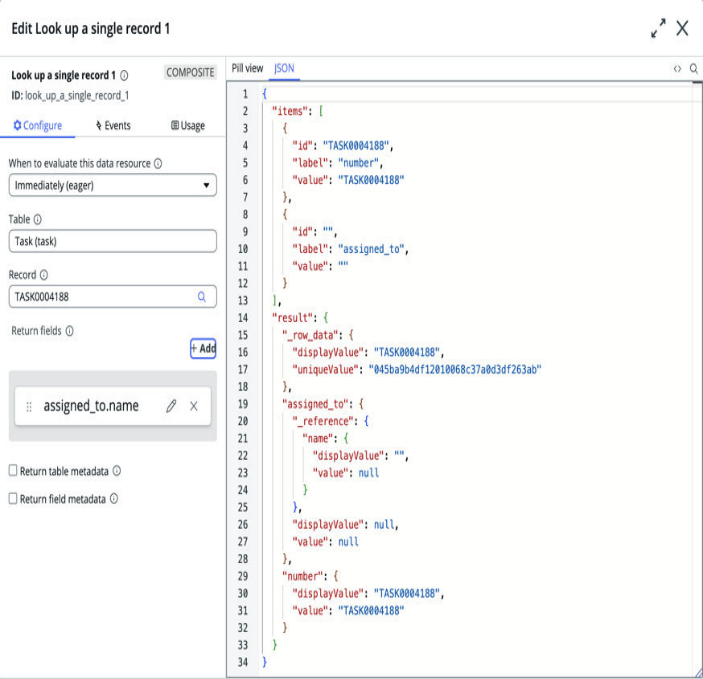 Edit Look up a single record 1
Look up a single record 1
COMPOSITE
ID: look_up_a_single_record_1
Configure
Events
Usage
When to evaluate this data resource
Immediately (eager)
Table
Task (task)
Record
TASK0004188
Return fields
+ Add
assigned_to.name
Return table metadata
Return field metadata
Pill view JSON
1 {
2 "items": [
3 {
4 "id": "TASK0004188",
5 "label": "number",
6 "value": "TASK0004188"
7 },
8 {
9 "id": "",
10 "label": "assigned_to",
11 "value": ""
12 }
13 ],
14 "result": {
15 "_row_data": {
16 "displayValue": "TASK0004188",
17 "uniqueValue": "045ba9b4df12010068c37a0d3df263ab"
18 },
19 "assigned_to": {
20 "_reference": {
21 "name": {
22 "displayValue": "",
23 "value": null
24 }
25 },
26 "displayValue": null,
27 "value": null
28 },
29 "number": {
30 "displayValue": "TASK0004188",
31 "value": "TASK0004188"
32 }
33 }
34 }